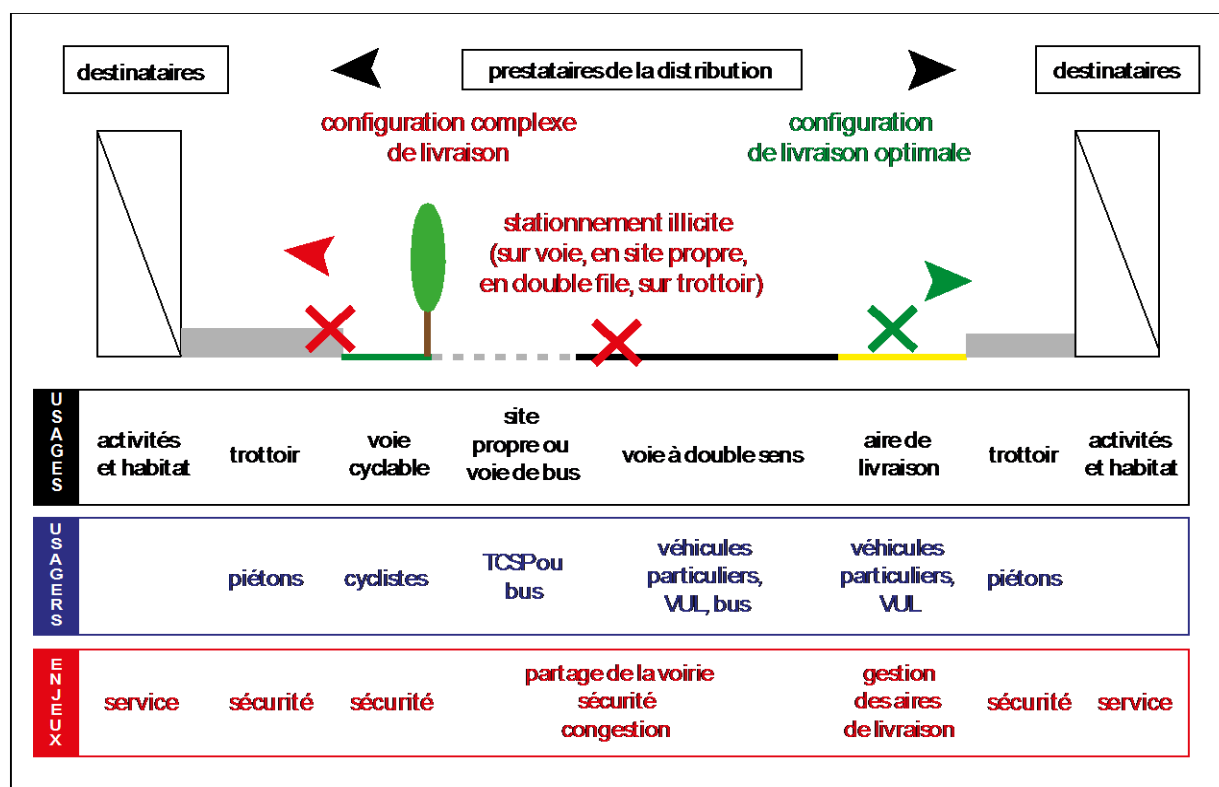 destinataires
prestataires de la distribution
destinataires
configuration complexe
de livraison
configuration
de livraison optimale
stationnement illicite
(sur voie, en site propre,
en double file, sur trottoir)
USAGES
activités
et habitat
trottoir
voie
cyclable
site
propre ou
voie de bus
voie à double sens
aire de
livraison
trottoir
activités
et habitat
USAGERS
piétons
cyclistes
TCSP ou
bus
véhicules
particuliers,
VUL, bus
véhicules
particuliers,
VUL
piétons
ENJEUX
service
sécurité
sécurité
partage de la voirie
sécurité
congestion
gestion
des aires
de livraison
sécurité
service